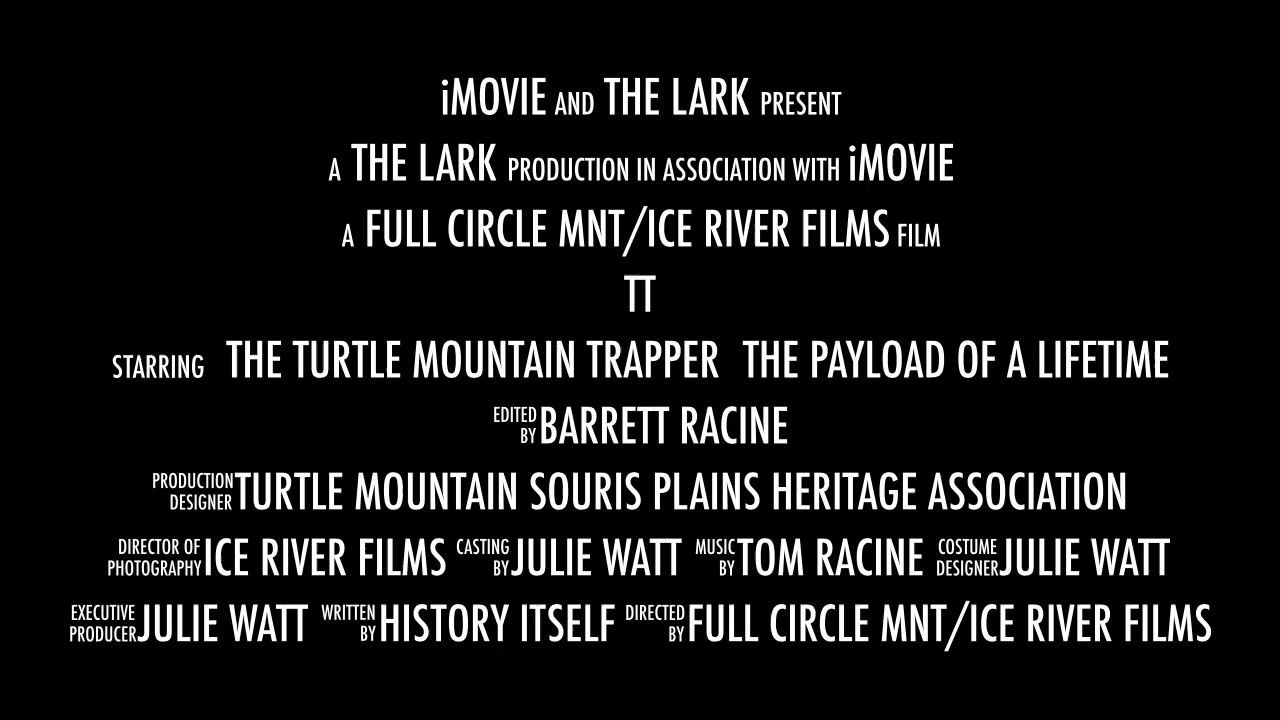 iMOVIE AND THE LARK PRESENT
A THE LARK PRODUCTION IN ASSOCIATION WITH iMOVIE
A FULL CIRCLE MNT/ICE RIVER FILMS FILM
TT
STARRING THE TURTLE MOUNTAIN TRAPPER THE PAYLOAD OF A LIFETIME
EDITED BY BARRETT RACINE
PRODUCTION DESIGNER TURTLE MOUNTAIN SOURIS PLAINS HERITAGE ASSOCIATION
DIRECTOR OF PHOTOGRAPHY ICE RIVER FILMS CASTING BY JULIE WATT MUSIC BY TOM RACINE COSTUME DESIGNER JULIE WATT
EXECUTIVE PRODUCER JULIE WATT WRITTEN BY HISTORY ITSELF DIRECTED BY FULL CIRCLE MNT/ICE RIVER FILMS